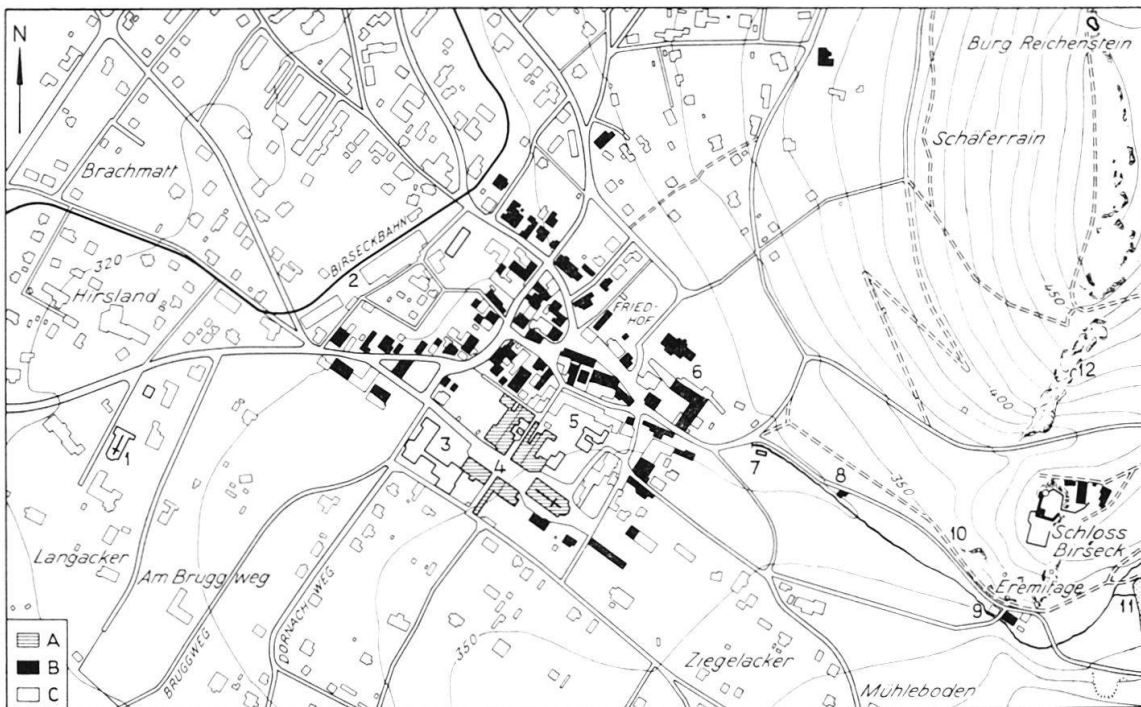 N
Burg Reichenstein
Schäferrain
Brachmatt
BIRSECKBAHN
320
2
Hirsland
450
FRIED-
HOF
12
6
400
5
3
1
4
7
8
350
10
Schloss
Birseck
Langacker
Am Bruggweg
Eremitage
9
11
A
B
C
BRUGGWEG
DORNACHWEG
350
Ziegelacker
Mühleboden